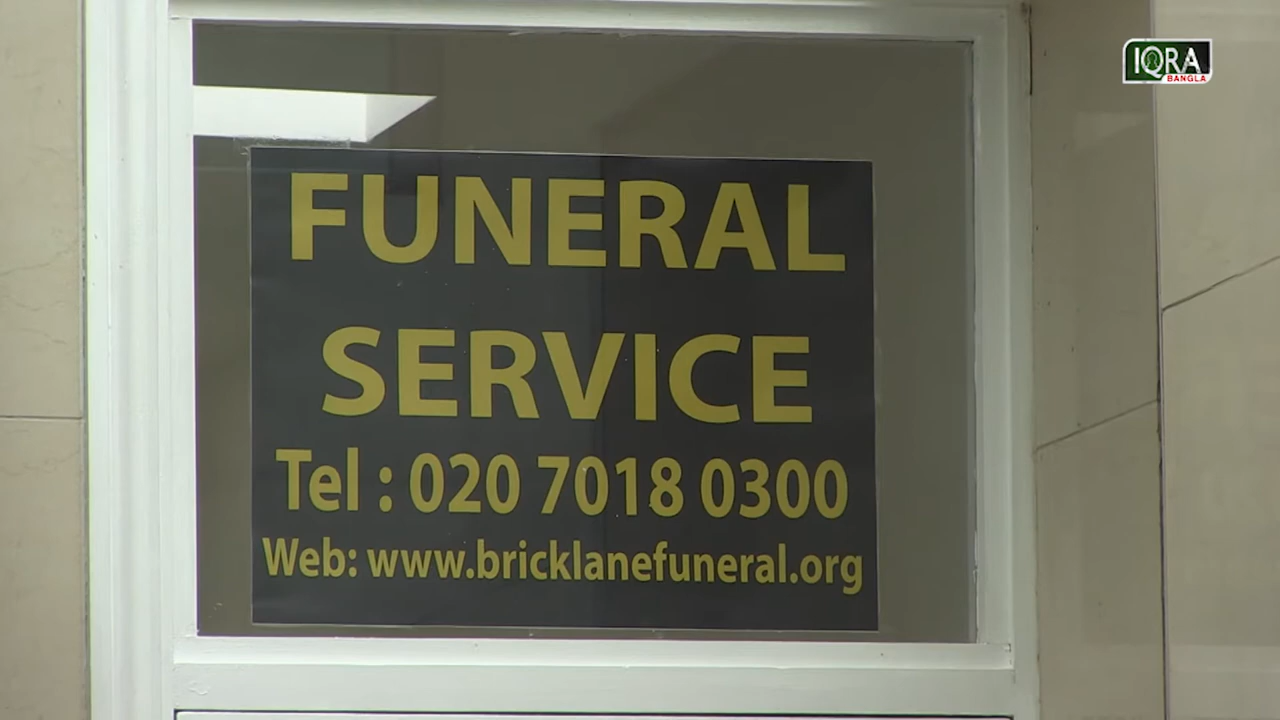 IQRA
BANGLA
FUNERAL
SERVICE
Tel : 020 7018 0300
Web: www.bricklanefuneral.org